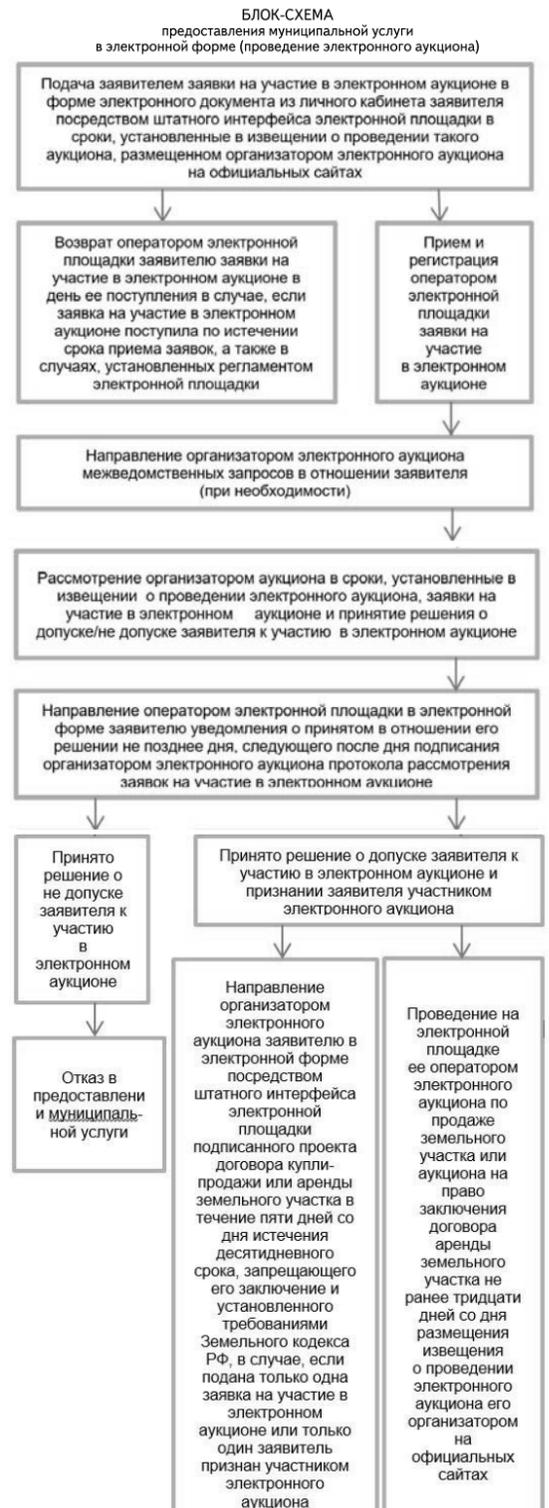 БЛОК-СХЕМА
предоставления муниципальной услуги
в электронной форме (проведение электронного аукциона)
Подача заявителем заявки на участие в электронном аукционе в
форме электронного документа из личного кабинета заявителя
посредством штатного интерфейса электронной площадки в
сроки, установленные в извещении о проведении такого
аукциона, размещенном организатором электронного аукциона
на официальных сайтах
Возврат оператором электронной
площадки заявителю заявки на
участие в электронном аукционе в
день ее поступления в случае, если
заявка на участие в электронном
аукционе поступила по истечении
срока приема заявок, а также в
случаях, установленных регламентом
электронной площадки
Прием и
регистрация
оператором
электронной
площадки
заявки на
участие
в электронном
аукционе
Направление организатором электронного аукциона
межведомственных запросов в отношении заявителя
(при необходимости)
Рассмотрение организатором аукциона в сроки, установленные в
извещении о проведении электронного аукциона, заявки на
участие в электронном аукционе и принятие решения о
допуске/не допуске заявителя к участию в электронном аукционе
Направление оператором электронной площадки в электронной
форме заявителю уведомления о принятом в отношении его
решении не позднее дня, следующего после дня подписания
организатором электронного аукциона протокола рассмотрения
заявок на участие в электронном аукционе
Принято
решение о
не допуске
заявителя к
участию
в
электронном
аукционе
Принято решение о допуске заявителя к
участию в электронном аукционе и
признании заявителя участником
электронного аукциона
Отказ в
предоставлени
и муниципаль-
ной услуги
Направление
организатором
электронного
аукциона заявителю в
электронной форме
посредством
штатного интерфейса
электронной
площадки
подписанного проекта
договора купли-
продажи или аренды
земельного участка в
течение пяти дней со
дня истечения
десятидневного
срока, запрещающего
его заключение и
установленного
требованиями
Земельного кодекса
РФ, в случае, если
подана только одна
заявка на участие в
электронном
аукционе или только
один заявитель
признан участником
электронного
аукциона
Проведение на
электронной
площадке
ее оператором
электронного
аукциона по
продаже
земельного
участка или
аукциона на
право
заключения
договора
аренды
земельного
участка не
ранее тридцати
дней со дня
размещения
извещения
о проведении
электронного
аукциона его
организатором
на
официальных
сайтах